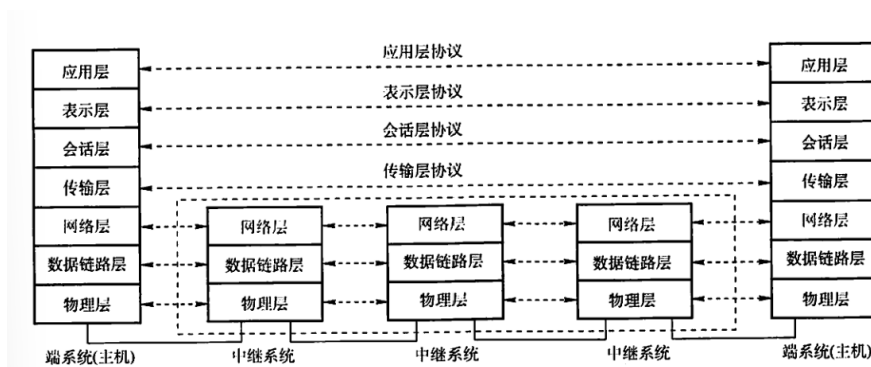 应用层协议
应用层 应用层
表示层协议
表示层 表示层
会话层协议
会话层 会话层
传输层协议
传输层 传输层
网络层 网络层 网络层 网络层 网络层
数据链路层 数据链路层 数据链路层 数据链路层 数据链路层
物理层 物理层 物理层 物理层 物理层
端系统(主机) 中继系统 中继系统 中继系统 端系统(主机)